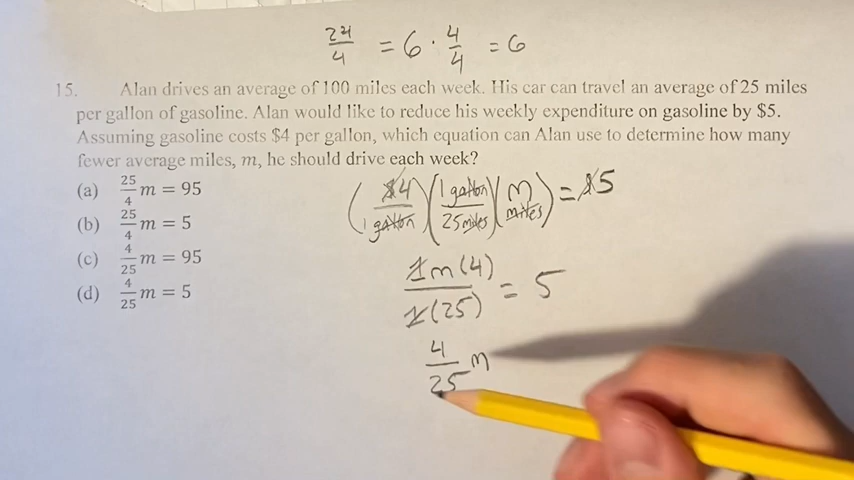 24/4 = 6 · 4/4 = 6
15. Alan drives an average of 100 miles each week. His car can travel an average of 25 miles
per gallon of gasoline. Alan would like to reduce his weekly expenditure on gasoline by $5.
Assuming gasoline costs $4 per gallon, which equation can Alan use to determine how many
fewer average miles, m, he should drive each week?
(a) 25/4 m = 95
(b) 25/4 m = 5
(c) 4/25 m = 95
(d) 4/25 m = 5
($4/1 gallon)(1 gallon/25 miles)(m/miles) = $5
1m(4)/1(25) = 5
4/25 m